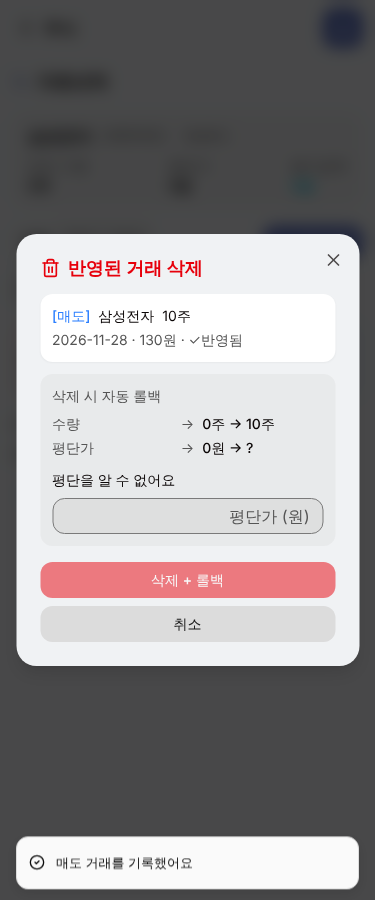 반영된 거래 삭제
[매도] 삼성전자 10주
2026-11-28 · 130원 · ✓반영됨
삭제 시 자동 롤백
수량 → 0주 → 10주
평단가 → 0원 → ?
평단을 알 수 없어요
평단가 (원)
삭제 + 롤백
취소
매도 거래를 기록했어요